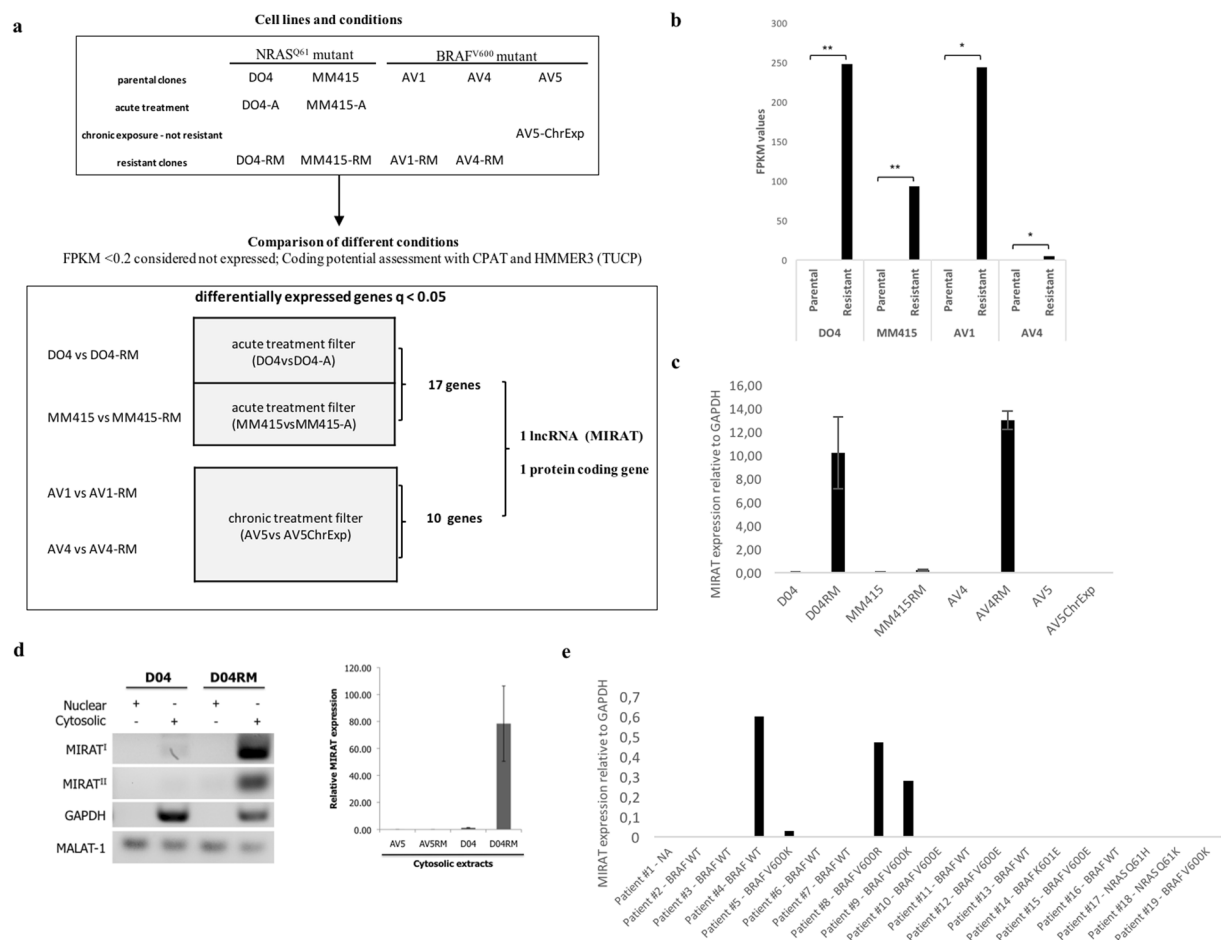 a
Cell lines and conditions
NRASQ61 mutant BRAFV600 mutant
parental clones DO4 MM415 AV1 AV4 AV5
acute treatment DO4-A MM415-A
chronic exposure - not resistant AV5-ChrExp
resistant clones DO4-RM MM415-RM AV1-RM AV4-RM
Comparison of different conditions
FPKM <0.2 considered not expressed; Coding potential assessment with CPAT and HMMER3 (TUCP)
differentially expressed genes q < 0.05
DO4 vs DO4-RM
acute treatment filter
(DO4vsDO4-A)
17 genes
MM415 vs MM415-RM
acute treatment filter
(MM415vsMM415-A)
1 lncRNA (MIRAT)
1 protein coding gene
AV1 vs AV1-RM
chronic treatment filter
(AV5vs AV5ChrExp)
10 genes
AV4 vs AV4-RM
b
FPKM values
300
250
200
150
100
50
0
** ** * *
Parental Resistant Parental Resistant Parental Resistant Parental Resistant
DO4 MM415 AV1 AV4
c
MIRAT expression relative to GAPDH
16,00
14,00
12,00
10,00
8,00
6,00
4,00
2,00
0,00
D04 D04RM MM415 MM415RM AV4 AV4RM AV5 AV5ChrExp
d
D04 D04RM
Nuclear + - + -
Cytosolic - + - +
MIRATI
MIRATII
GAPDH
MALAT-1
Relative MIRAT expression
120.00
100.00
80.00
60.00
40.00
20.00
0.00
AV5 AV5RM D04 D04RM
Cytosolic extracts
e
MIRAT expression relative to GAPDH
0,7
0,6
0,5
0,4
0,3
0,2
0,1
0
Patient #1 - NA
Patient #2 - BRAF WT
Patient #3 - BRAF WT
Patient #4 - BRAF WT
Patient #5 - BRAF V600K
Patient #6 - BRAF WT
Patient #7 - BRAF WT
Patient #8 - BRAF V600R
Patient #9 - BRAF V600K
Patient #10 - BRAF V600E
Patient #11 - BRAF WT
Patient #12 - BRAF V600E
Patient #13 - BRAF WT
Patient #14 - BRAF K601E
Patient #15 - BRAF V600E
Patient #16 - BRAF WT
Patient #17 - NRAS Q61H
Patient #18 - NRAS Q61K
Patient #19 - BRAF V600K